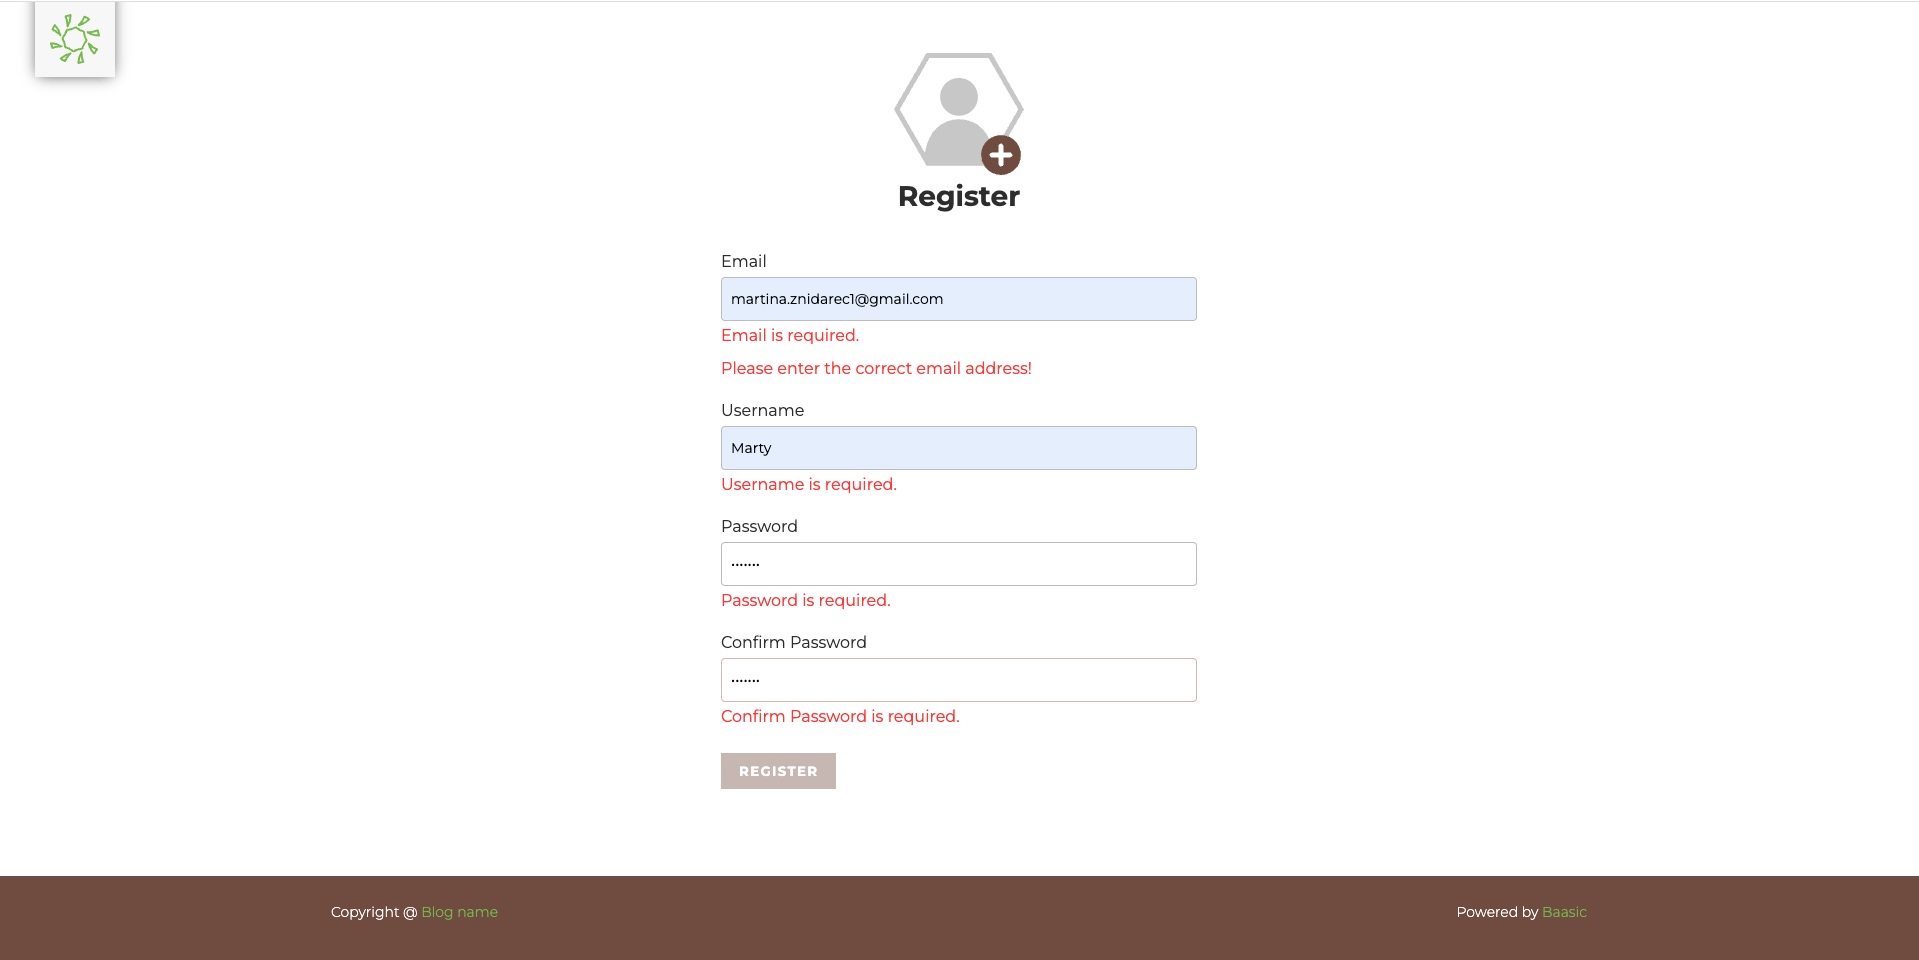 Register
Email
martina.znidarec1@gmail.com
Email is required.
Please enter the correct email address!
Username
Marty
Username is required.
Password
•••••••
Password is required.
Confirm Password
•••••••
Confirm Password is required.
REGISTER
Copyright @ Blog name
Powered by Baasic